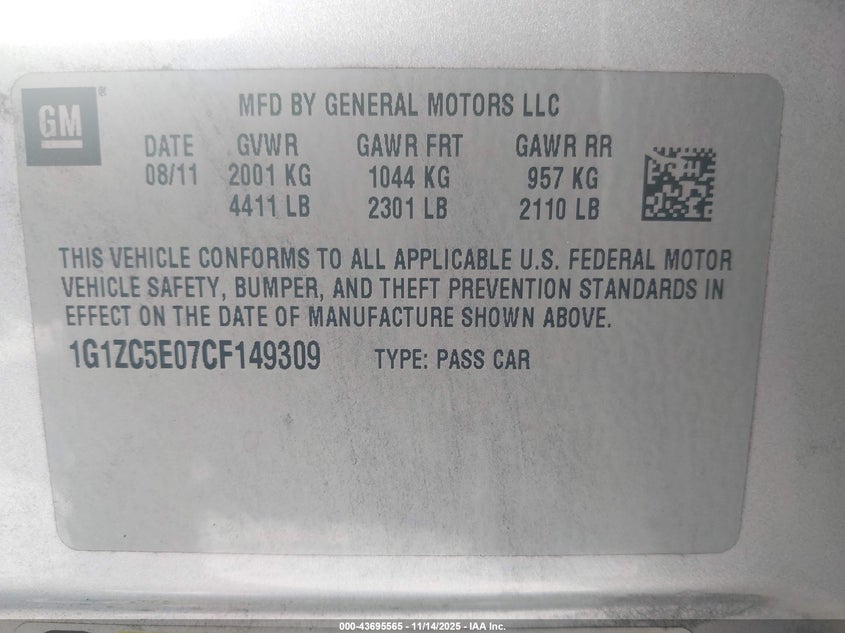 GM ®
MFD BY GENERAL MOTORS LLC
DATE GVWR GAWR FRT GAWR RR
08/11 2001 KG 1044 KG 957 KG
4411 LB 2301 LB 2110 LB
THIS VEHICLE CONFORMS TO ALL APPLICABLE U.S. FEDERAL MOTOR
VEHICLE SAFETY, BUMPER, AND THEFT PREVENTION STANDARDS IN
EFFECT ON THE DATE OF MANUFACTURE SHOWN ABOVE.
1G1ZC5E07CF149309 TYPE: PASS CAR
000-43695565 - 11/14/2025 - IAA Inc.